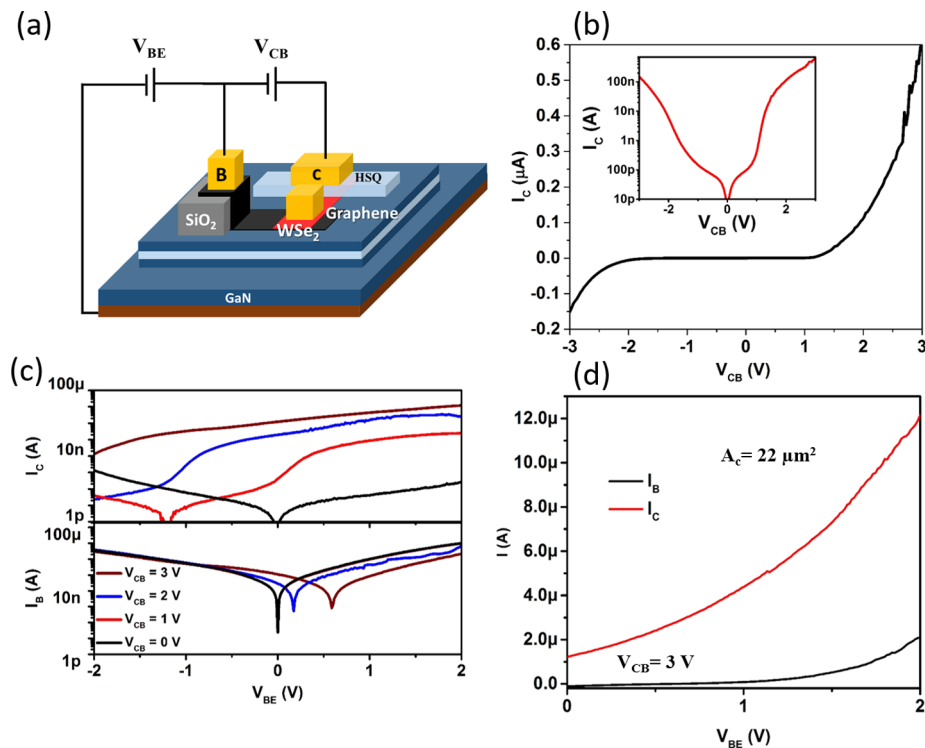 (a)
V_BE
V_CB
B
C
HSQ
SiO₂
Graphene
WSe₂
GaN
(b)
0.6
0.5
0.4
0.3
0.2
0.1
0.0
-0.1
-0.2
I_C (µA)
-3 -2 -1 0 1 2 3
V_CB (V)
100n
10n
1n
100p
10p
I_C (A)
-2 0 2
V_CB (V)
(c)
100µ
10n
1p
I_C (A)
100µ
10n
1p
I_B (A)
V_CB = 3 V
V_CB = 2 V
V_CB = 1 V
V_CB = 0 V
-2 -1 0 1 2
V_BE (V)
(d)
12.0µ
10.0µ
8.0µ
6.0µ
4.0µ
2.0µ
0.0
I (A)
A_c= 22 µm²
I_B
I_C
V_CB= 3 V
0 1 2
V_BE (V)